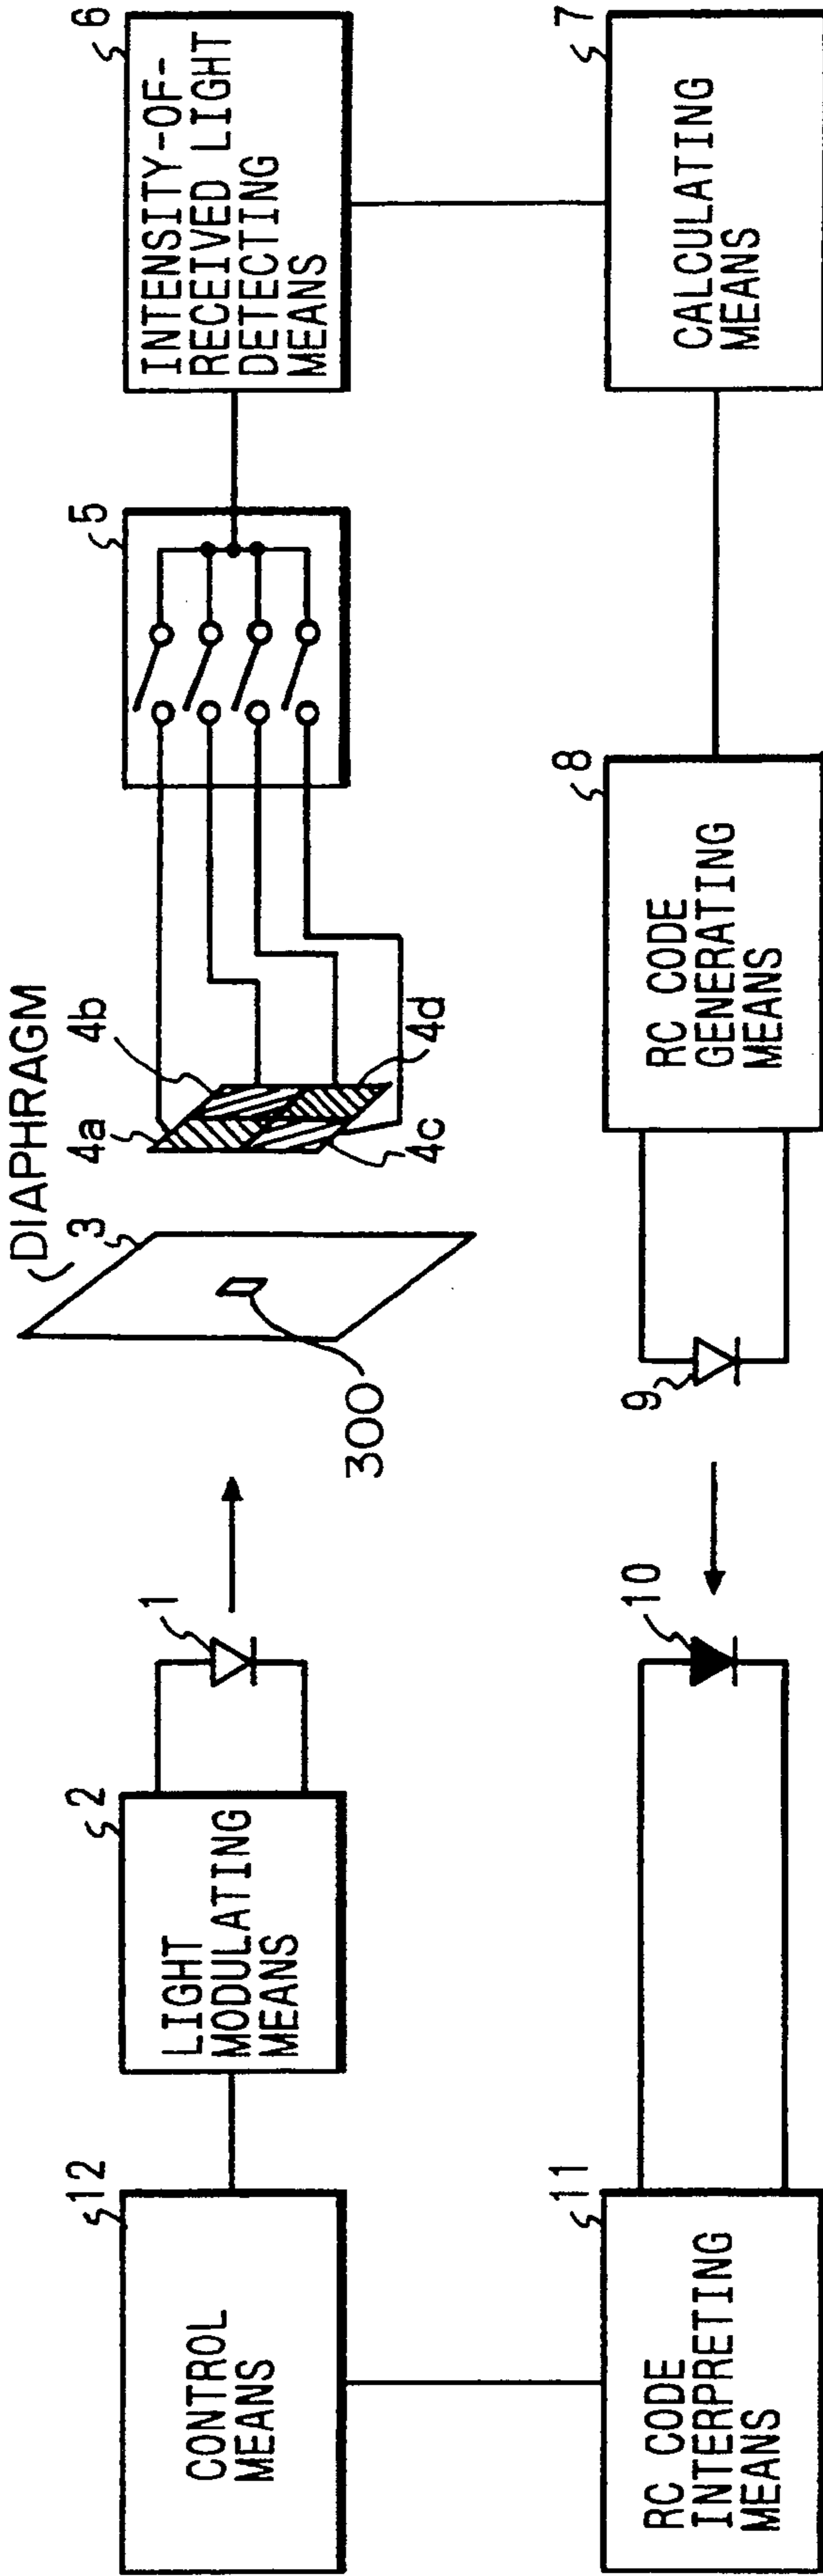 DIAPHRAGM
12
CONTROL
MEANS
2
LIGHT
MODULATING
MEANS
1
3
300
4a
4b
4c
4d
5
6
INTENSITY-OF-
RECEIVED LIGHT
DETECTING
MEANS
11
RC CODE
INTERPRETING
MEANS
10
9
8
RC CODE
GENERATING
MEANS
7
CALCULATING
MEANS